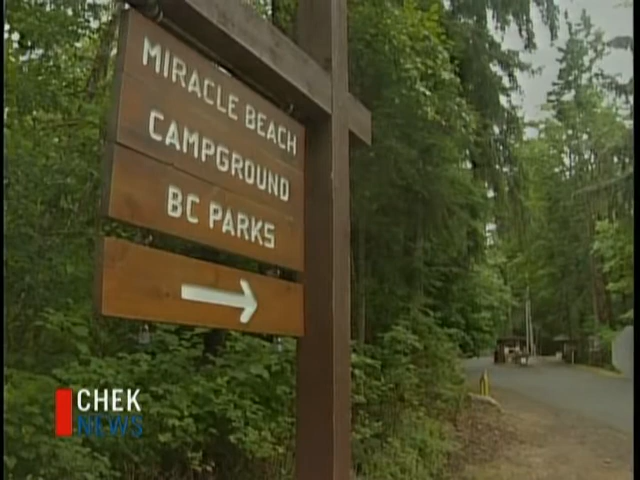 MIRACLE BEACH
CAMPGROUND
BC PARKS
CHEK
NEWS